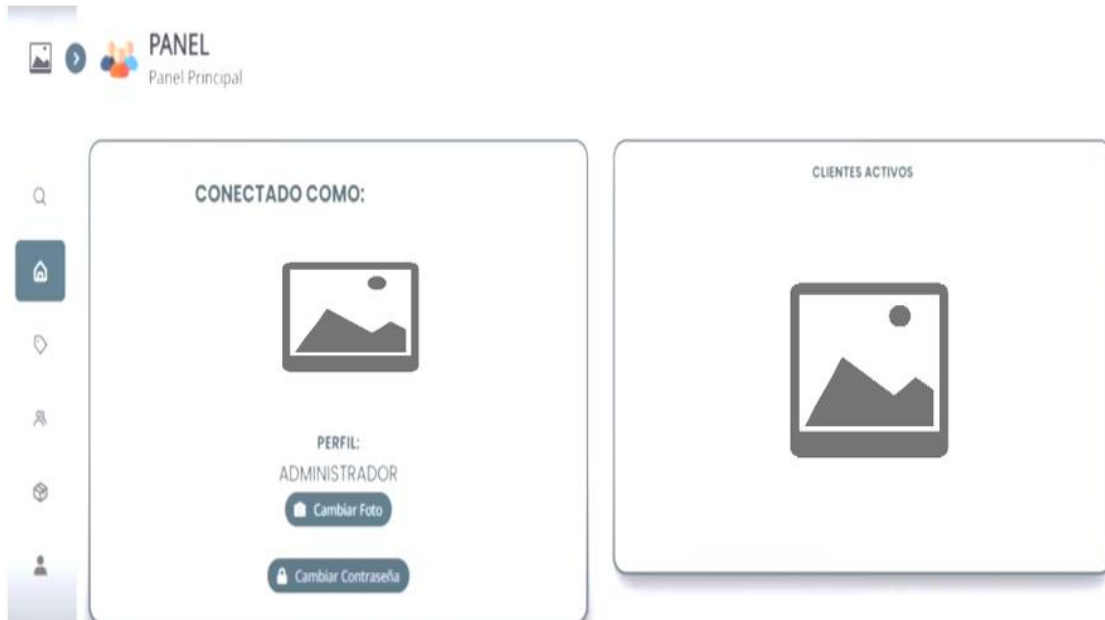 PANEL
Panel Principal
CONECTADO COMO:
PERFIL:
ADMINISTRADOR
Cambiar Foto
Cambiar Contraseña
CLIENTES ACTIVOS